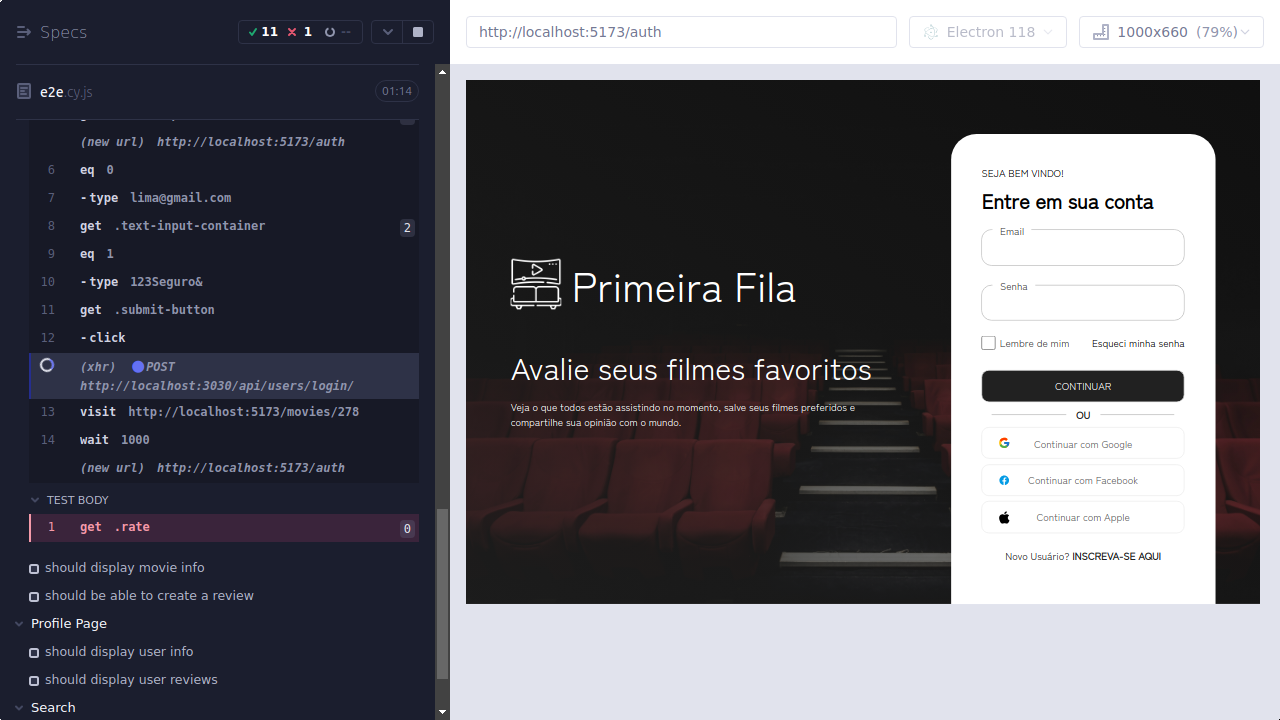 Specs
11
1
--
http://localhost:5173/auth
Electron 118
1000x660 (79%)
e2e.cy.js
01:14
(new url) http://localhost:5173/auth
6 eq 0
7 -type lima@gmail.com
8 get .text-input-container 2
9 eq 1
10 -type 123Seguro&
11 get .submit-button
12 -click
(xhr) POST
http://localhost:3030/api/users/login/
13 visit http://localhost:5173/movies/278
14 wait 1000
(new url) http://localhost:5173/auth
TEST BODY
1 get .rate 0
should display movie info
should be able to create a review
Profile Page
should display user info
should display user reviews
Search
Primeira Fila
Avalie seus filmes favoritos
Veja o que todos estão assistindo no momento, salve seus filmes preferidos e
compartilhe sua opinião com o mundo.
SEJA BEM VINDO!
Entre em sua conta
Email
Senha
Lembre de mim
Esqueci minha senha
CONTINUAR
OU
Continuar com Google
Continuar com Facebook
Continuar com Apple
Novo Usuário? INSCREVA-SE AQUI